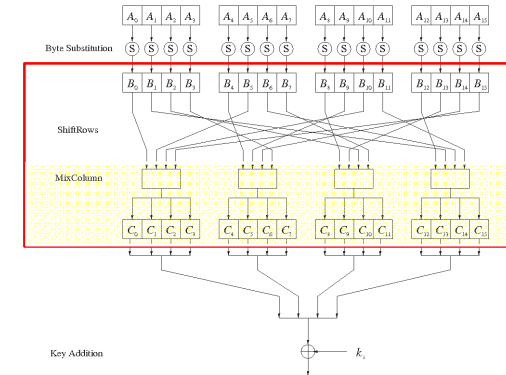 A0 A1 A2 A3 A4 A5 A6 A7 A8 A9 A10 A11 A12 A13 A14 A15
Byte Substitution S S S S S S S S S S S S S S S S
B0 B1 B2 B3 B4 B5 B6 B7 B8 B9 B10 B11 B12 B13 B14 B15
ShiftRows
MixColumn
C0 C1 C2 C3 C4 C5 C6 C7 C8 C9 C10 C11 C12 C13 C14 C15
Key Addition ki